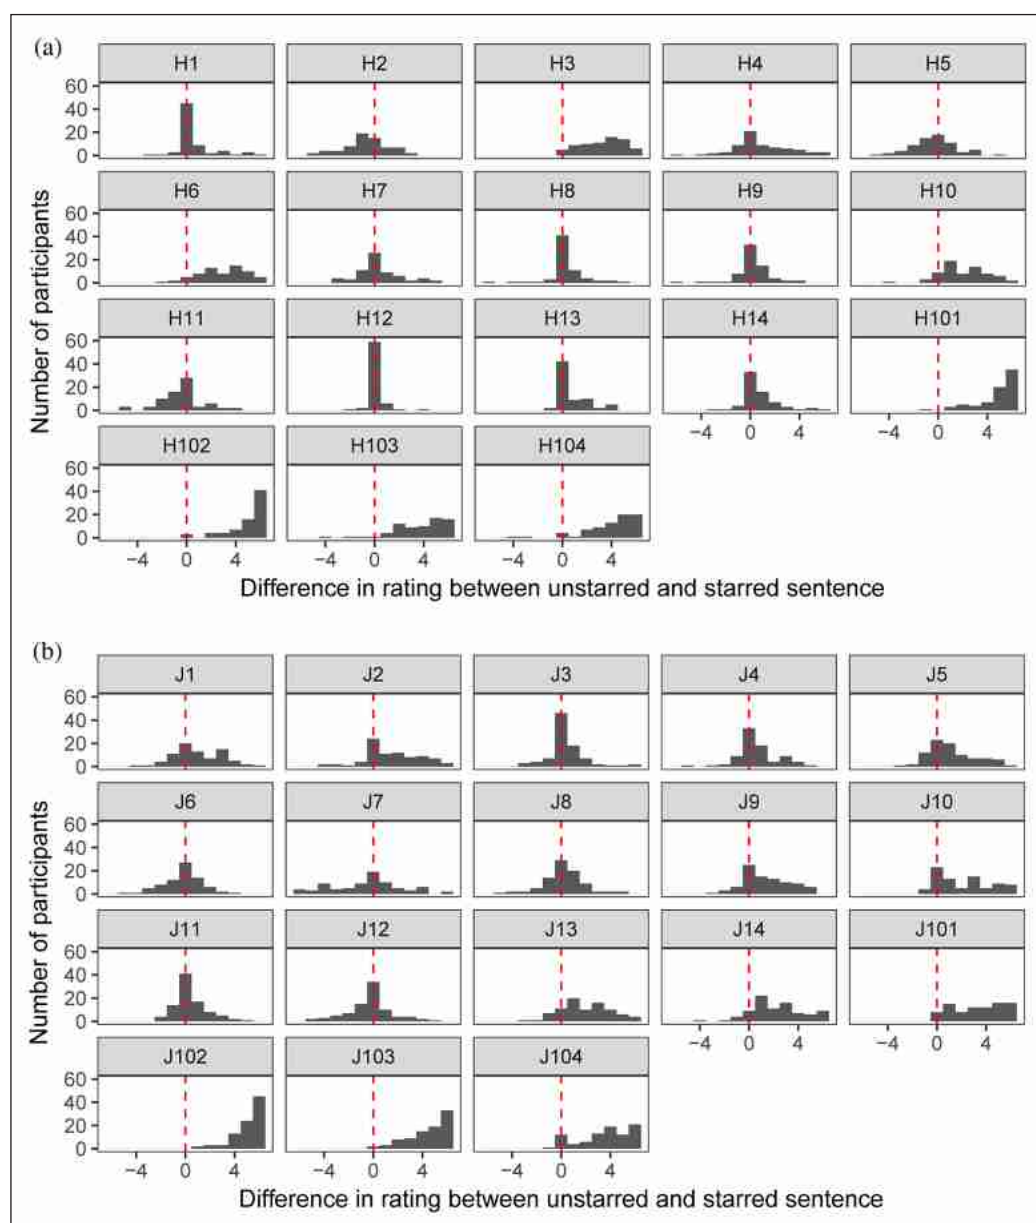 (a)
H1 H2 H3 H4 H5
60
40
20
0
H6 H7 H8 H9 H10
60
40
20
0
H11 H12 H13 H14 H101
60
40
20
0
−4 0 4 −4 0 4
H102 H103 H104
60
40
20
0
−4 0 4 −4 0 4 −4 0 4
Number of participants
Difference in rating between unstarred and starred sentence
(b)
J1 J2 J3 J4 J5
60
40
20
0
J6 J7 J8 J9 J10
60
40
20
0
J11 J12 J13 J14 J101
60
40
20
0
−4 0 4 −4 0 4
J102 J103 J104
60
40
20
0
−4 0 4 −4 0 4 −4 0 4
Number of participants
Difference in rating between unstarred and starred sentence